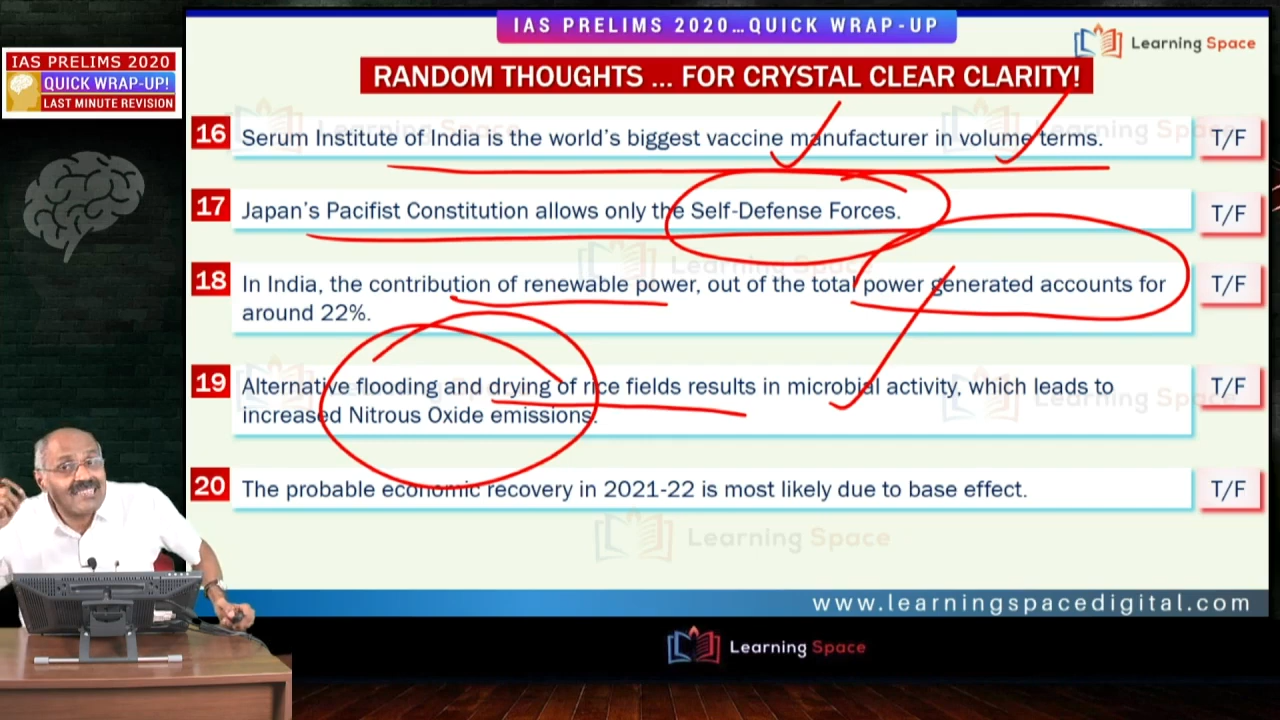 IAS PRELIMS 2020...QUICK WRAP-UP
Learning Space
IAS PRELIMS 2020
QUICK WRAP-UP!
LAST MINUTE REVISION
RANDOM THOUGHTS ... FOR CRYSTAL CLEAR CLARITY!
16 Serum Institute of India is the world's biggest vaccine manufacturer in volume terms. T/F
17 Japan's Pacifist Constitution allows only the Self-Defense Forces. T/F
18 In India, the contribution of renewable power, out of the total power generated accounts for T/F
around 22%.
19 Alternative flooding and drying of rice fields results in microbial activity, which leads to T/F
increased Nitrous Oxide emissions.
20 The probable economic recovery in 2021-22 is most likely due to base effect. T/F
Learning Space
www.learningspacedigital.com
Learning Space